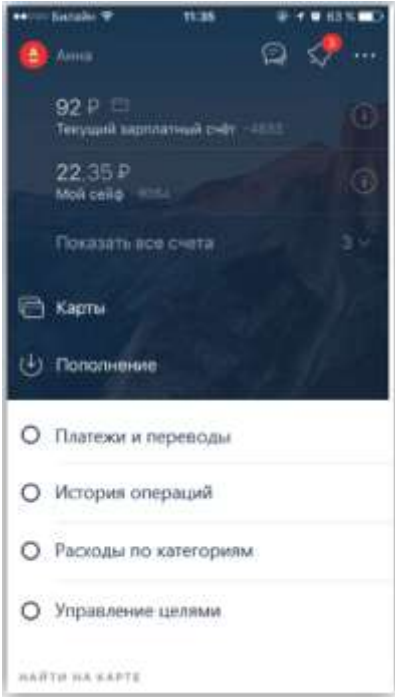 Билайн 11:35 63 %
3
Анна
92 ₽
Текущий зарплатный счёт
22.35 ₽
Мой сейф
Показать все счета 3
Карты
Пополнение
Платежи и переводы
История операций
Расходы по категориям
Управление целями
НАЙТИ НА КАРТЕ